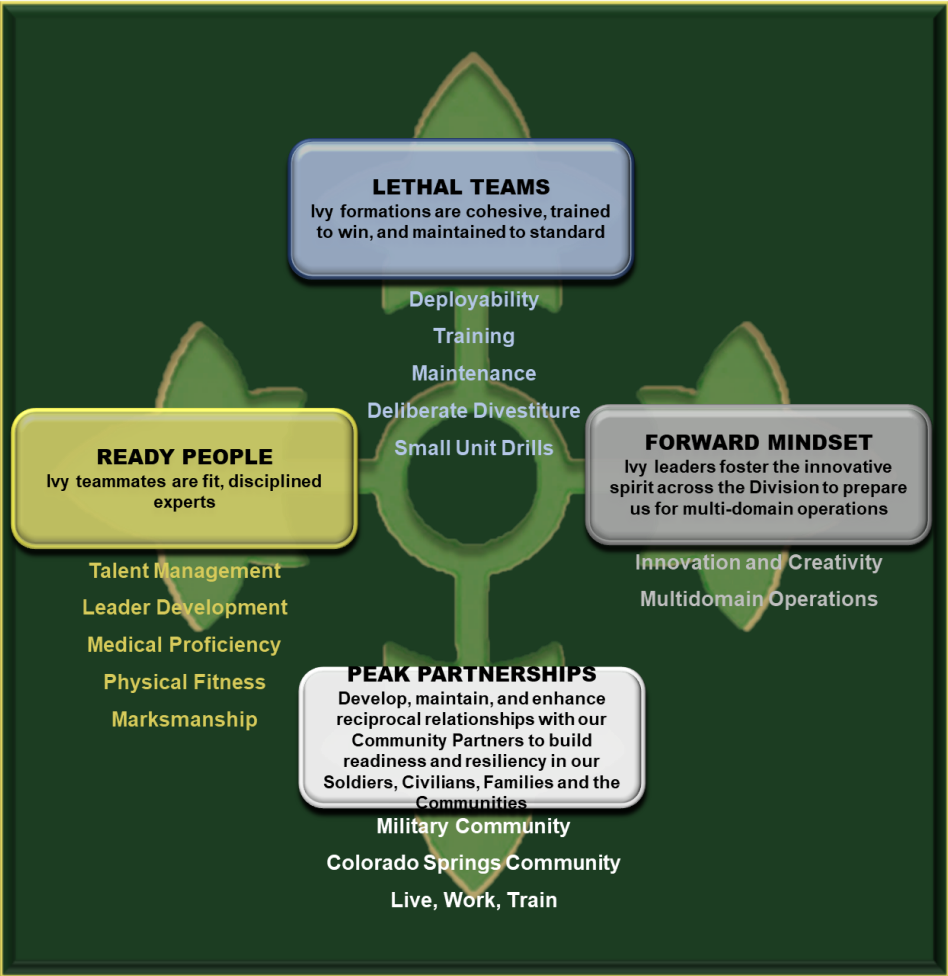 LETHAL TEAMS
Ivy formations are cohesive, trained
to win, and maintained to standard
Deployability
Training
Maintenance
Deliberate Divestiture
Small Unit Drills
READY PEOPLE
Ivy teammates are fit, disciplined
experts
Talent Management
Leader Development
Medical Proficiency
Physical Fitness
Marksmanship
FORWARD MINDSET
Ivy leaders foster the innovative
spirit across the Division to prepare
us for multi-domain operations
Innovation and Creativity
Multidomain Operations
PEAK PARTNERSHIPS
Develop, maintain, and enhance
reciprocal relationships with our
Community Partners to build
readiness and resiliency in our
Soldiers, Civilians, Families and the
Communities
Military Community
Colorado Springs Community
Live, Work, Train